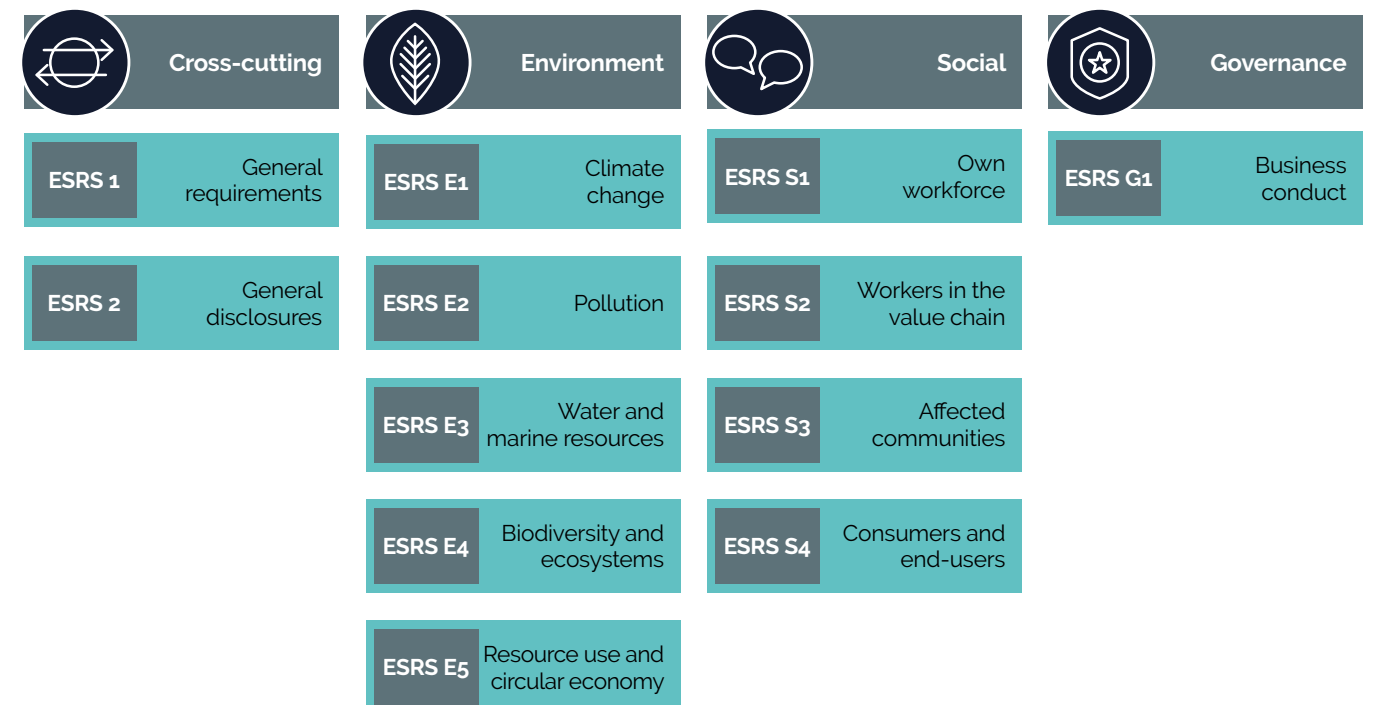 Cross-cutting
ESRS 1
General
requirements
ESRS 2
General
disclosures
Environment
ESRS E1
Climate
change
ESRS E2
Pollution
ESRS E3
Water and
marine resources
ESRS E4
Biodiversity and
ecosystems
ESRS E5
Resource use and
circular economy
Social
ESRS S1
Own
workforce
ESRS S2
Workers in the
value chain
ESRS S3
Affected
communities
ESRS S4
Consumers and
end-users
Governance
ESRS G1
Business
conduct